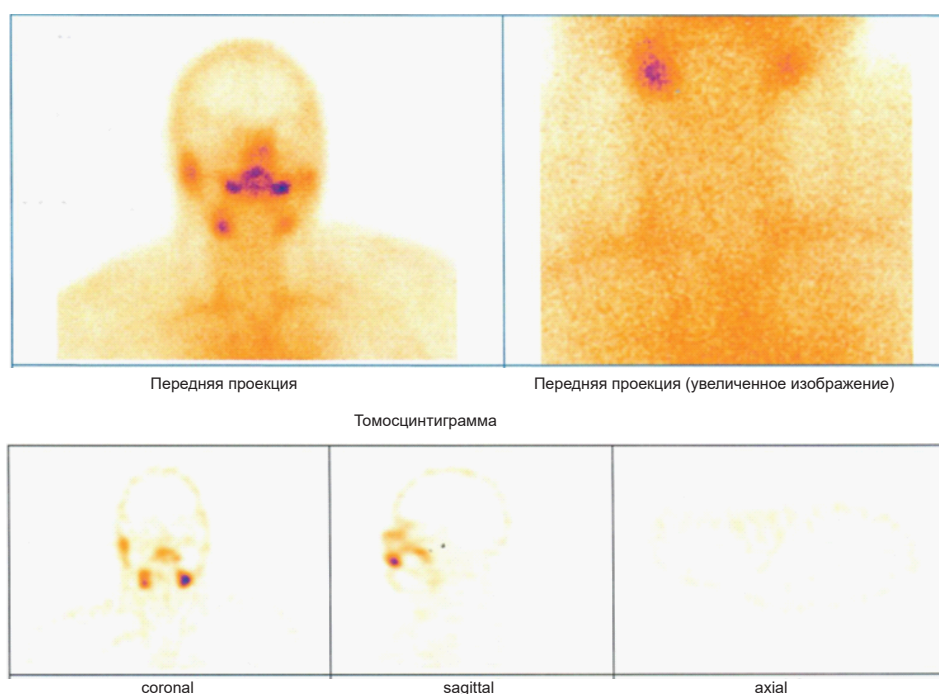 Передняя проекция
Передняя проекция (увеличенное изображение)
Томосцинтиграмма
coronal
sagittal
axial